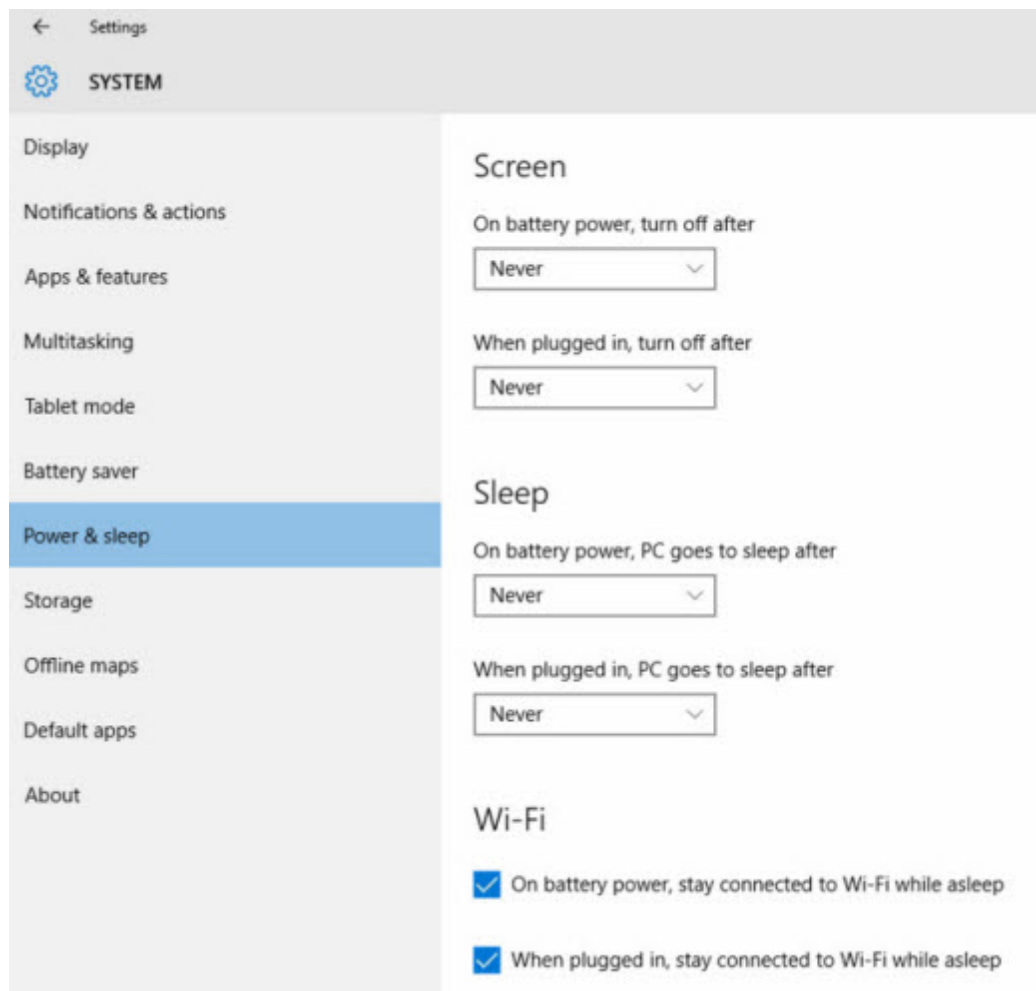 Settings
SYSTEM
Display
Notifications & actions
Apps & features
Multitasking
Tablet mode
Battery saver
Power & sleep
Storage
Offline maps
Default apps
About
Screen
On battery power, turn off after
Never
When plugged in, turn off after
Never
Sleep
On battery power, PC goes to sleep after
Never
When plugged in, PC goes to sleep after
Never
Wi-Fi
On battery power, stay connected to Wi-Fi while asleep
When plugged in, stay connected to Wi-Fi while asleep